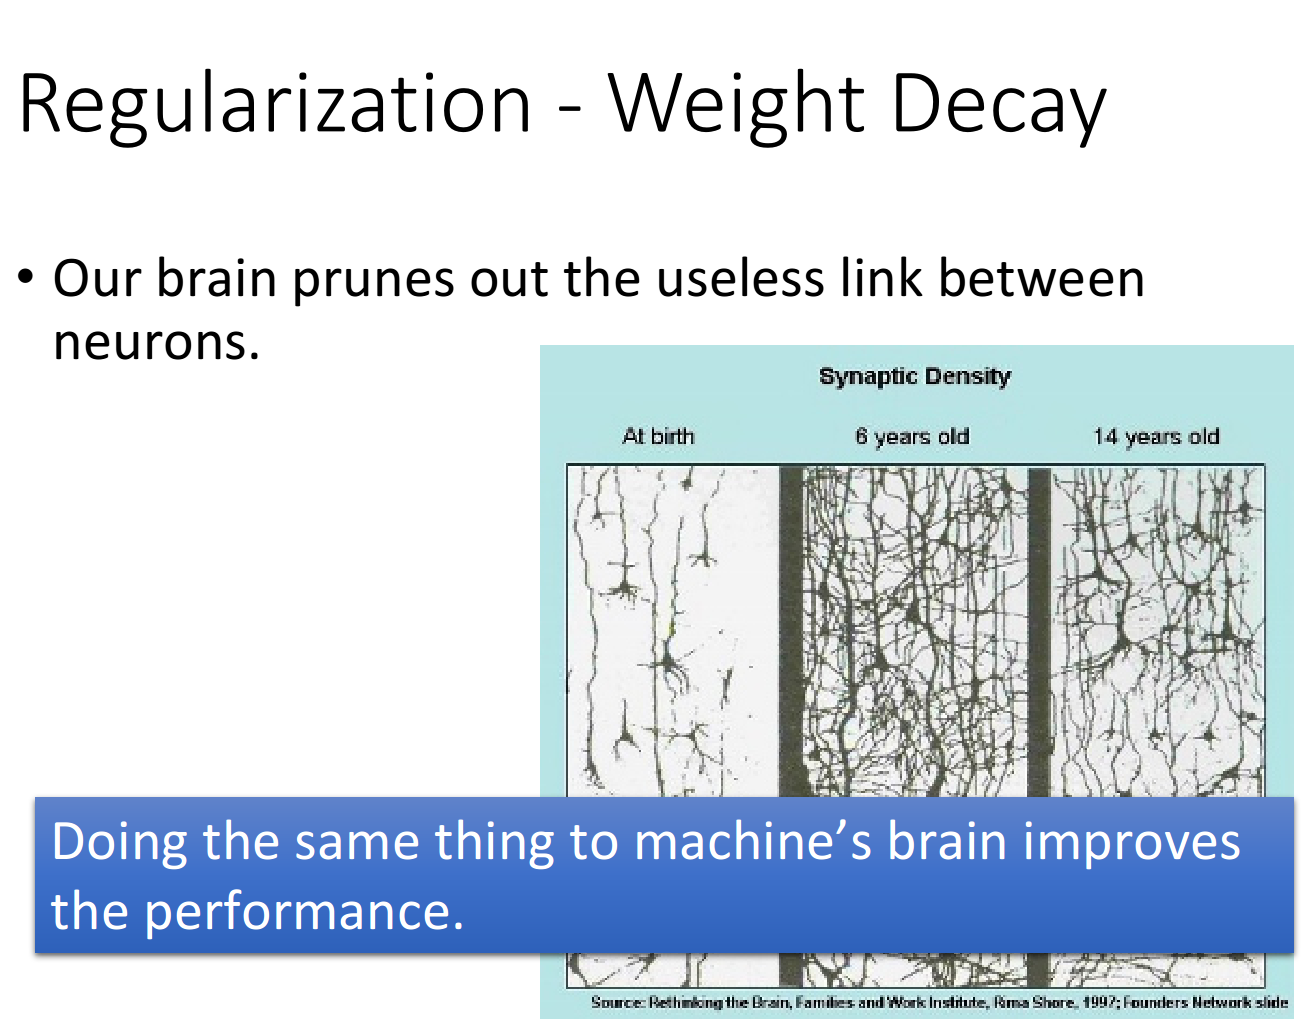 Regularization - Weight Decay
• Our brain prunes out the useless link between
neurons.
Synaptic Density
At birth
6 years old
14 years old
Doing the same thing to machine's brain improves
the performance.
Source: Rethinking the Brain, Families and Work Institute, Rima Shore, 1997; Founders Network slide